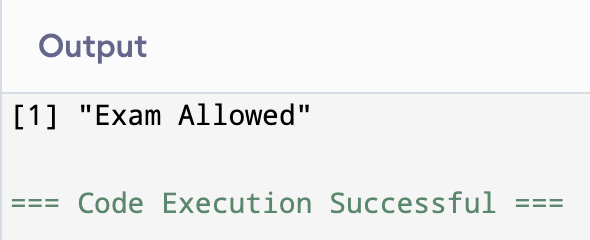 Output
[1] "Exam Allowed"
=== Code Execution Successful ===